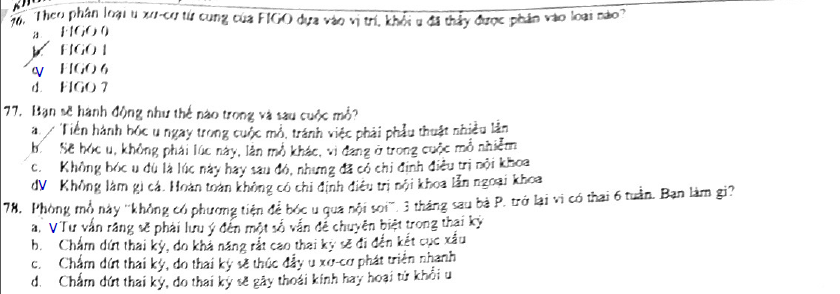 76. Theo phân loại u xơ-cơ tử cung của FIGO dựa vào vị trí, khối u đã thấy được phân vào loại nào?
a FIGO 0
b. FIGO 1
V FIGO 6
d. FIGO 7
77. Bạn sẽ hành động như thế nào trong và sau cuộc mổ?
a. Tiến hành bóc u ngay trong cuộc mổ, tránh việc phải phẫu thuật nhiều lần
b. Sẽ bóc u, không phải lúc này, lần mổ khác, vì đang ở trong cuộc mổ nhiễm
c. Không bóc u dù là lúc này hay sau đó, nhưng đã có chỉ định điều trị nội khoa
dV Không làm gì cả. Hoàn toàn không có chỉ định điều trị nội khoa lẫn ngoại khoa
78. Phòng mổ này "không có phương tiện để bóc u qua nội soi". 3 tháng sau bà P. trở lại vì có thai 6 tuần. Bạn làm gì?
a. V Tư vấn rằng sẽ phải lưu ý đến một số vấn đề chuyên biệt trong thai kỳ
b. Chấm dứt thai kỳ, do khả năng rất cao thai kỳ sẽ đi đến kết cục xấu
c. Chấm dứt thai kỳ, do thai kỳ sẽ thúc đẩy u xơ-cơ phát triển nhanh
d. Chấm dứt thai kỳ, do thai kỳ sẽ gây thoái kính hay hoại tử khối u